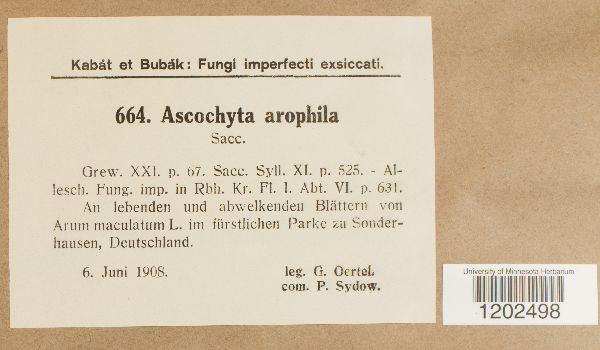 Kabát et Bubák: Fungi imperfecti exsiccati.
664. Ascochyta arophila
Sacc.
Grew. XXI. p. 67. Sacc. Syll. XI. p. 525. - Al-
lesch. Fung. imp. in Rbh. Kr. Fl. I. Abt. VI. p. 631.
An lebenden und abwelkenden Blättern von
Arum maculatum L. im fürstlichen Parke zu Sonder-
hausen, Deutschland.
6. Juni 1908.
leg. G. Oertel.
com. P. Sydow.
University of Minnesota Herbarium
1202498